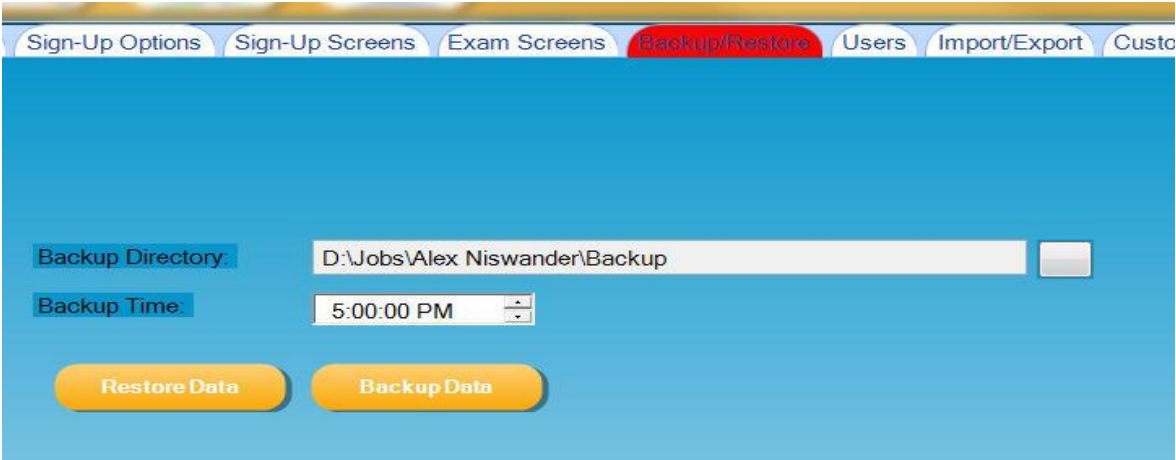 Sign-Up Options Sign-Up Screens Exam Screens Backup/Restore Users Import/Export Custo
Backup Directory: D:\Jobs\Alex Niswander\Backup
Backup Time: 5:00:00 PM
Restore Data Backup Data